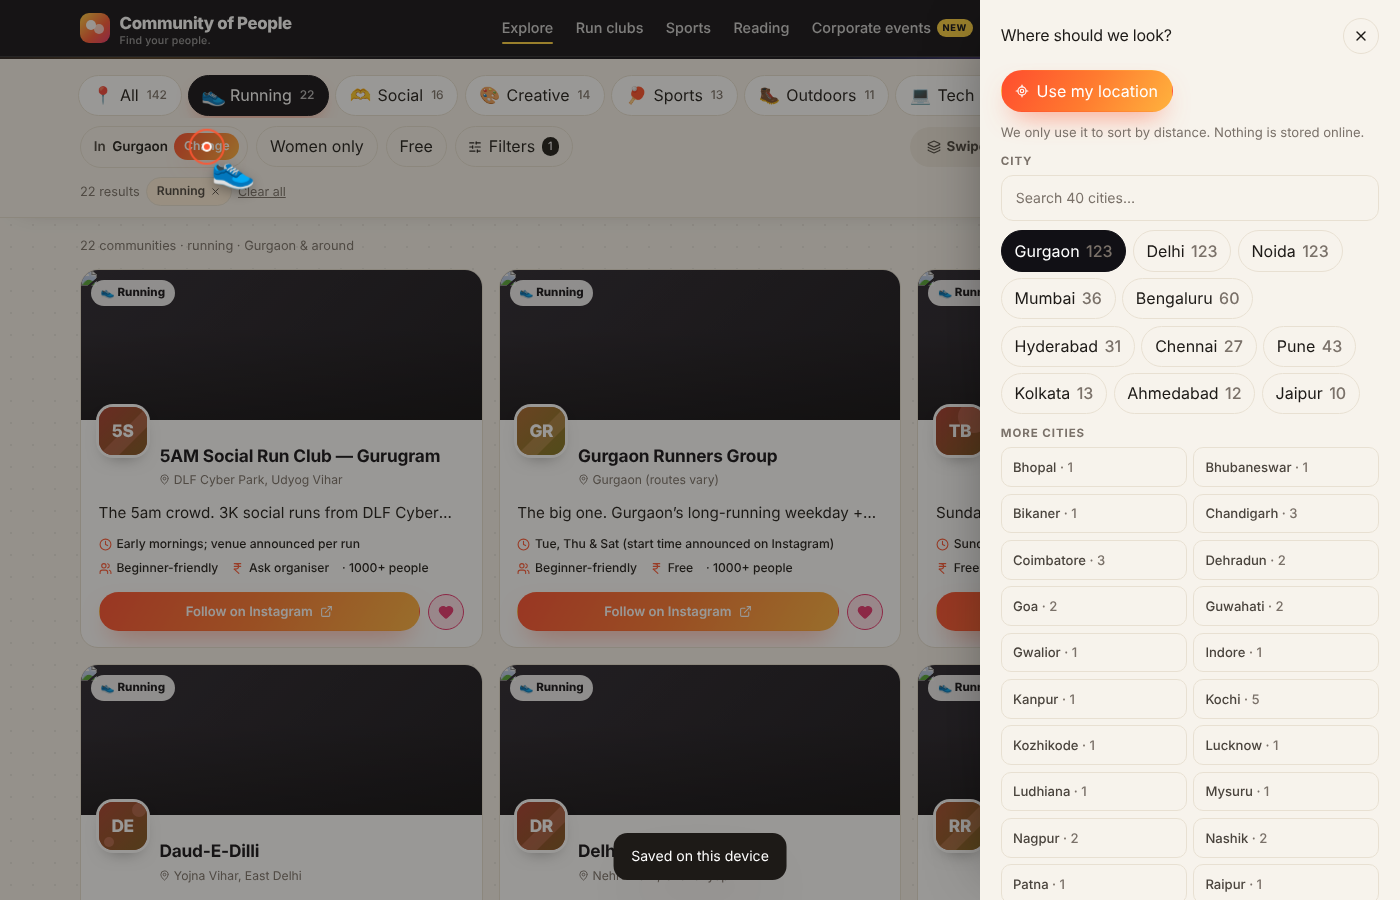 Community of People
Find your people.
Explore Run clubs Sports Reading Corporate events NEW
All 142 Running 22 Social 16 Creative 14 Sports 13 Outdoors 11 Tech
In Gurgaon Change Women only Free Filters 1
22 results Running × Clear all
22 communities · running · Gurgaon & around
Running
5S
5AM Social Run Club — Gurugram
DLF Cyber Park, Udyog Vihar
The 5am crowd. 3K social runs from DLF Cyber...
Early mornings; venue announced per run
Beginner-friendly ₹ Ask organiser · 1000+ people
Follow on Instagram
Running
GR
Gurgaon Runners Group
Gurgaon (routes vary)
The big one. Gurgaon’s long-running weekday +...
Tue, Thu & Sat (start time announced on Instagram)
Beginner-friendly ₹ Free · 1000+ people
Follow on Instagram
TB
₹ Free
Running
DE
Daud-E-Dilli
Yojna Vihar, East Delhi
Running
DR
RR
Saved on this device
Where should we look?
Use my location
We only use it to sort by distance. Nothing is stored online.
CITY
Search 40 cities...
Gurgaon 123 Delhi 123 Noida 123
Mumbai 36 Bengaluru 60
Hyderabad 31 Chennai 27 Pune 43
Kolkata 13 Ahmedabad 12 Jaipur 10
MORE CITIES
Bhopal · 1 Bhubaneswar · 1
Bikaner · 1 Chandigarh · 3
Coimbatore · 3 Dehradun · 2
Goa · 2 Guwahati · 2
Gwalior · 1 Indore · 1
Kanpur · 1 Kochi · 5
Kozhikode · 1 Lucknow · 1
Ludhiana · 1 Mysuru · 1
Nagpur · 2 Nashik · 2
Patna · 1 Raipur · 1